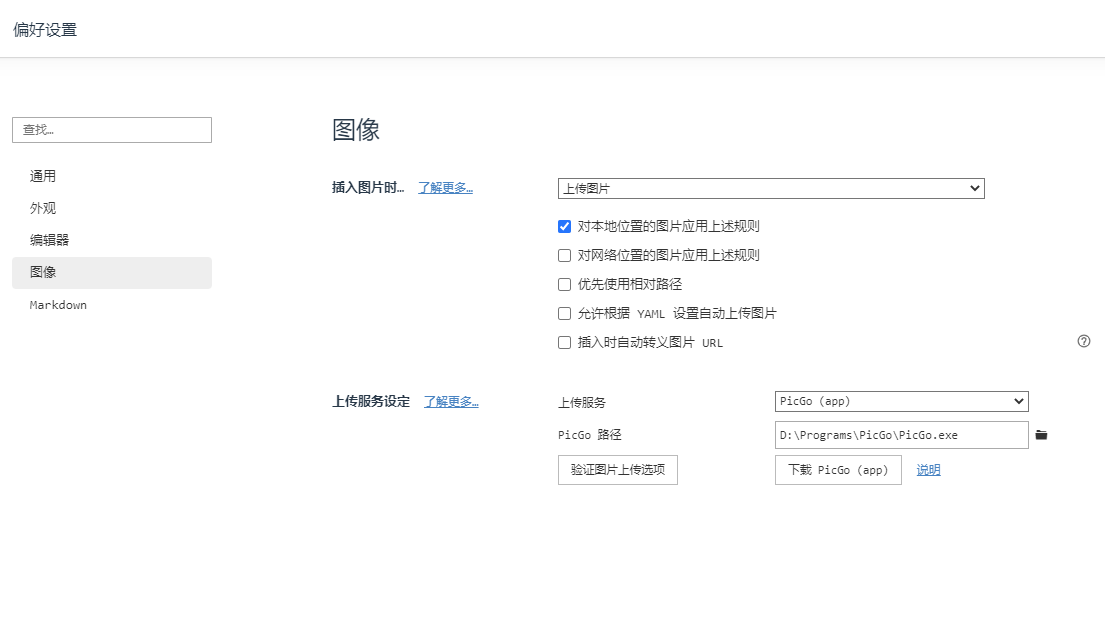 偏好设置
查找…
通用
外观
编辑器
图像
Markdown
图像
插入图片时… 了解更多… 上传图片
对本地位置的图片应用上述规则
对网络位置的图片应用上述规则
优先使用相对路径
允许根据 YAML 设置自动上传图片
插入时自动转义图片 URL
上传服务设定 了解更多… 上传服务 PicGo (app)
PicGo 路径 D:\Programs\PicGo\PicGo.exe
验证图片上传选项 下载 PicGo (app) 说明